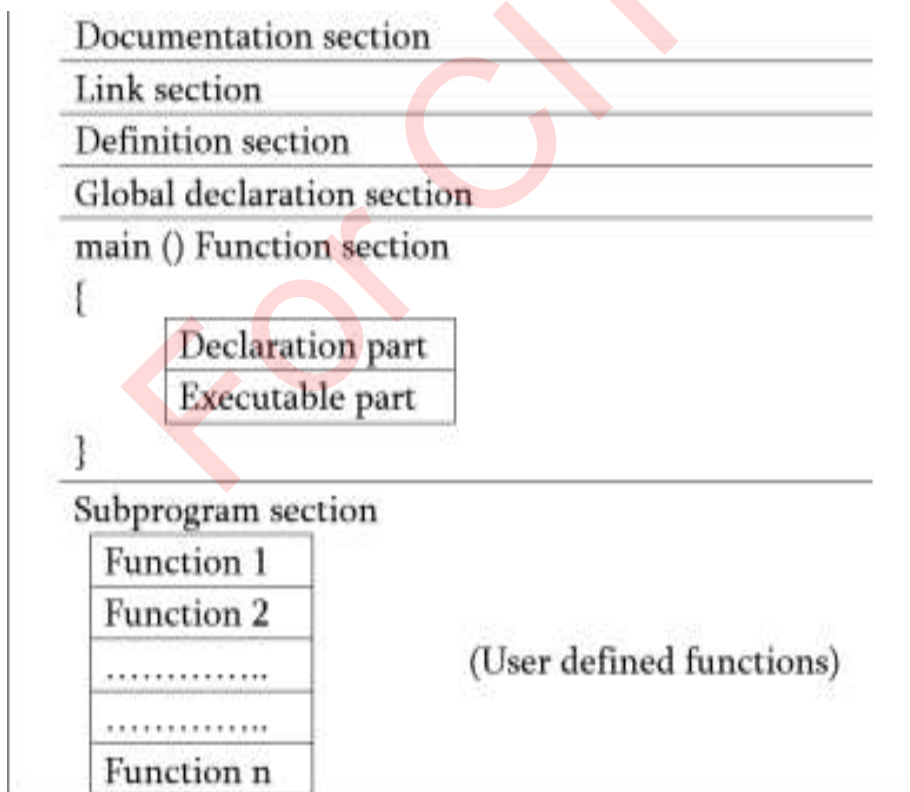 Documentation section
Link section
Definition section
Global declaration section
main () Function section
{
Declaration part
Executable part
}
Subprogram section
Function 1
Function 2
..............
(User defined functions)
..............
Function n
For